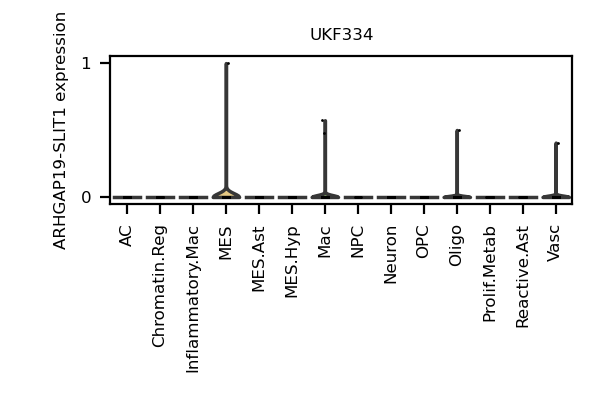 UKF334
ARHGAP19-SLIT1 expression
1
0
AC
Chromatin.Reg
Inflammatory.Mac
MES
MES.Ast
MES.Hyp
Mac
NPC
Neuron
OPC
Oligo
Prolif.Metab
Reactive.Ast
Vasc